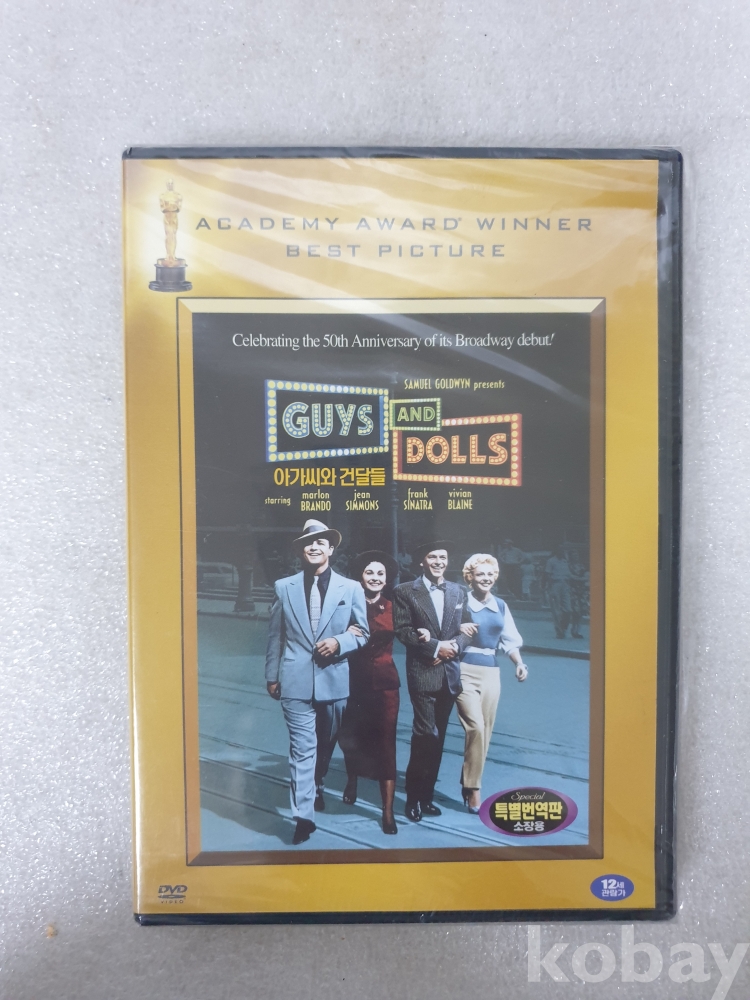 ACADEMY AWARD® WINNER
BEST PICTURE
Celebrating the 50th Anniversary of its Broadway debut!
SAMUEL GOLDWYN presents
GUYS AND DOLLS
아가씨와 건달들
starring marlon BRANDO jean SIMMONS frank SINATRA vivian BLAINE
Special
특별번역판
소장용
DVD
VIDEO
12세
관람가
kobay